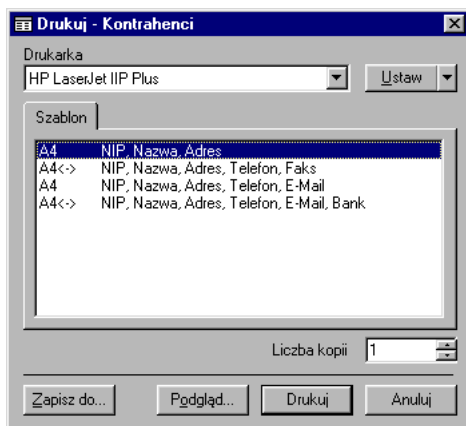 Drukuj - Kontrahenci
Drukarka
HP LaserJet IIP Plus
Ustaw
Szablon
A4 NIP, Nazwa, Adres
A4<-> NIP, Nazwa, Adres, Telefon, Faks
A4 NIP, Nazwa, Adres, Telefon, E-Mail
A4<-> NIP, Nazwa, Adres, Telefon, E-Mail, Bank
Liczba kopii 1
Zapisz do... Podgląd... Drukuj Anuluj